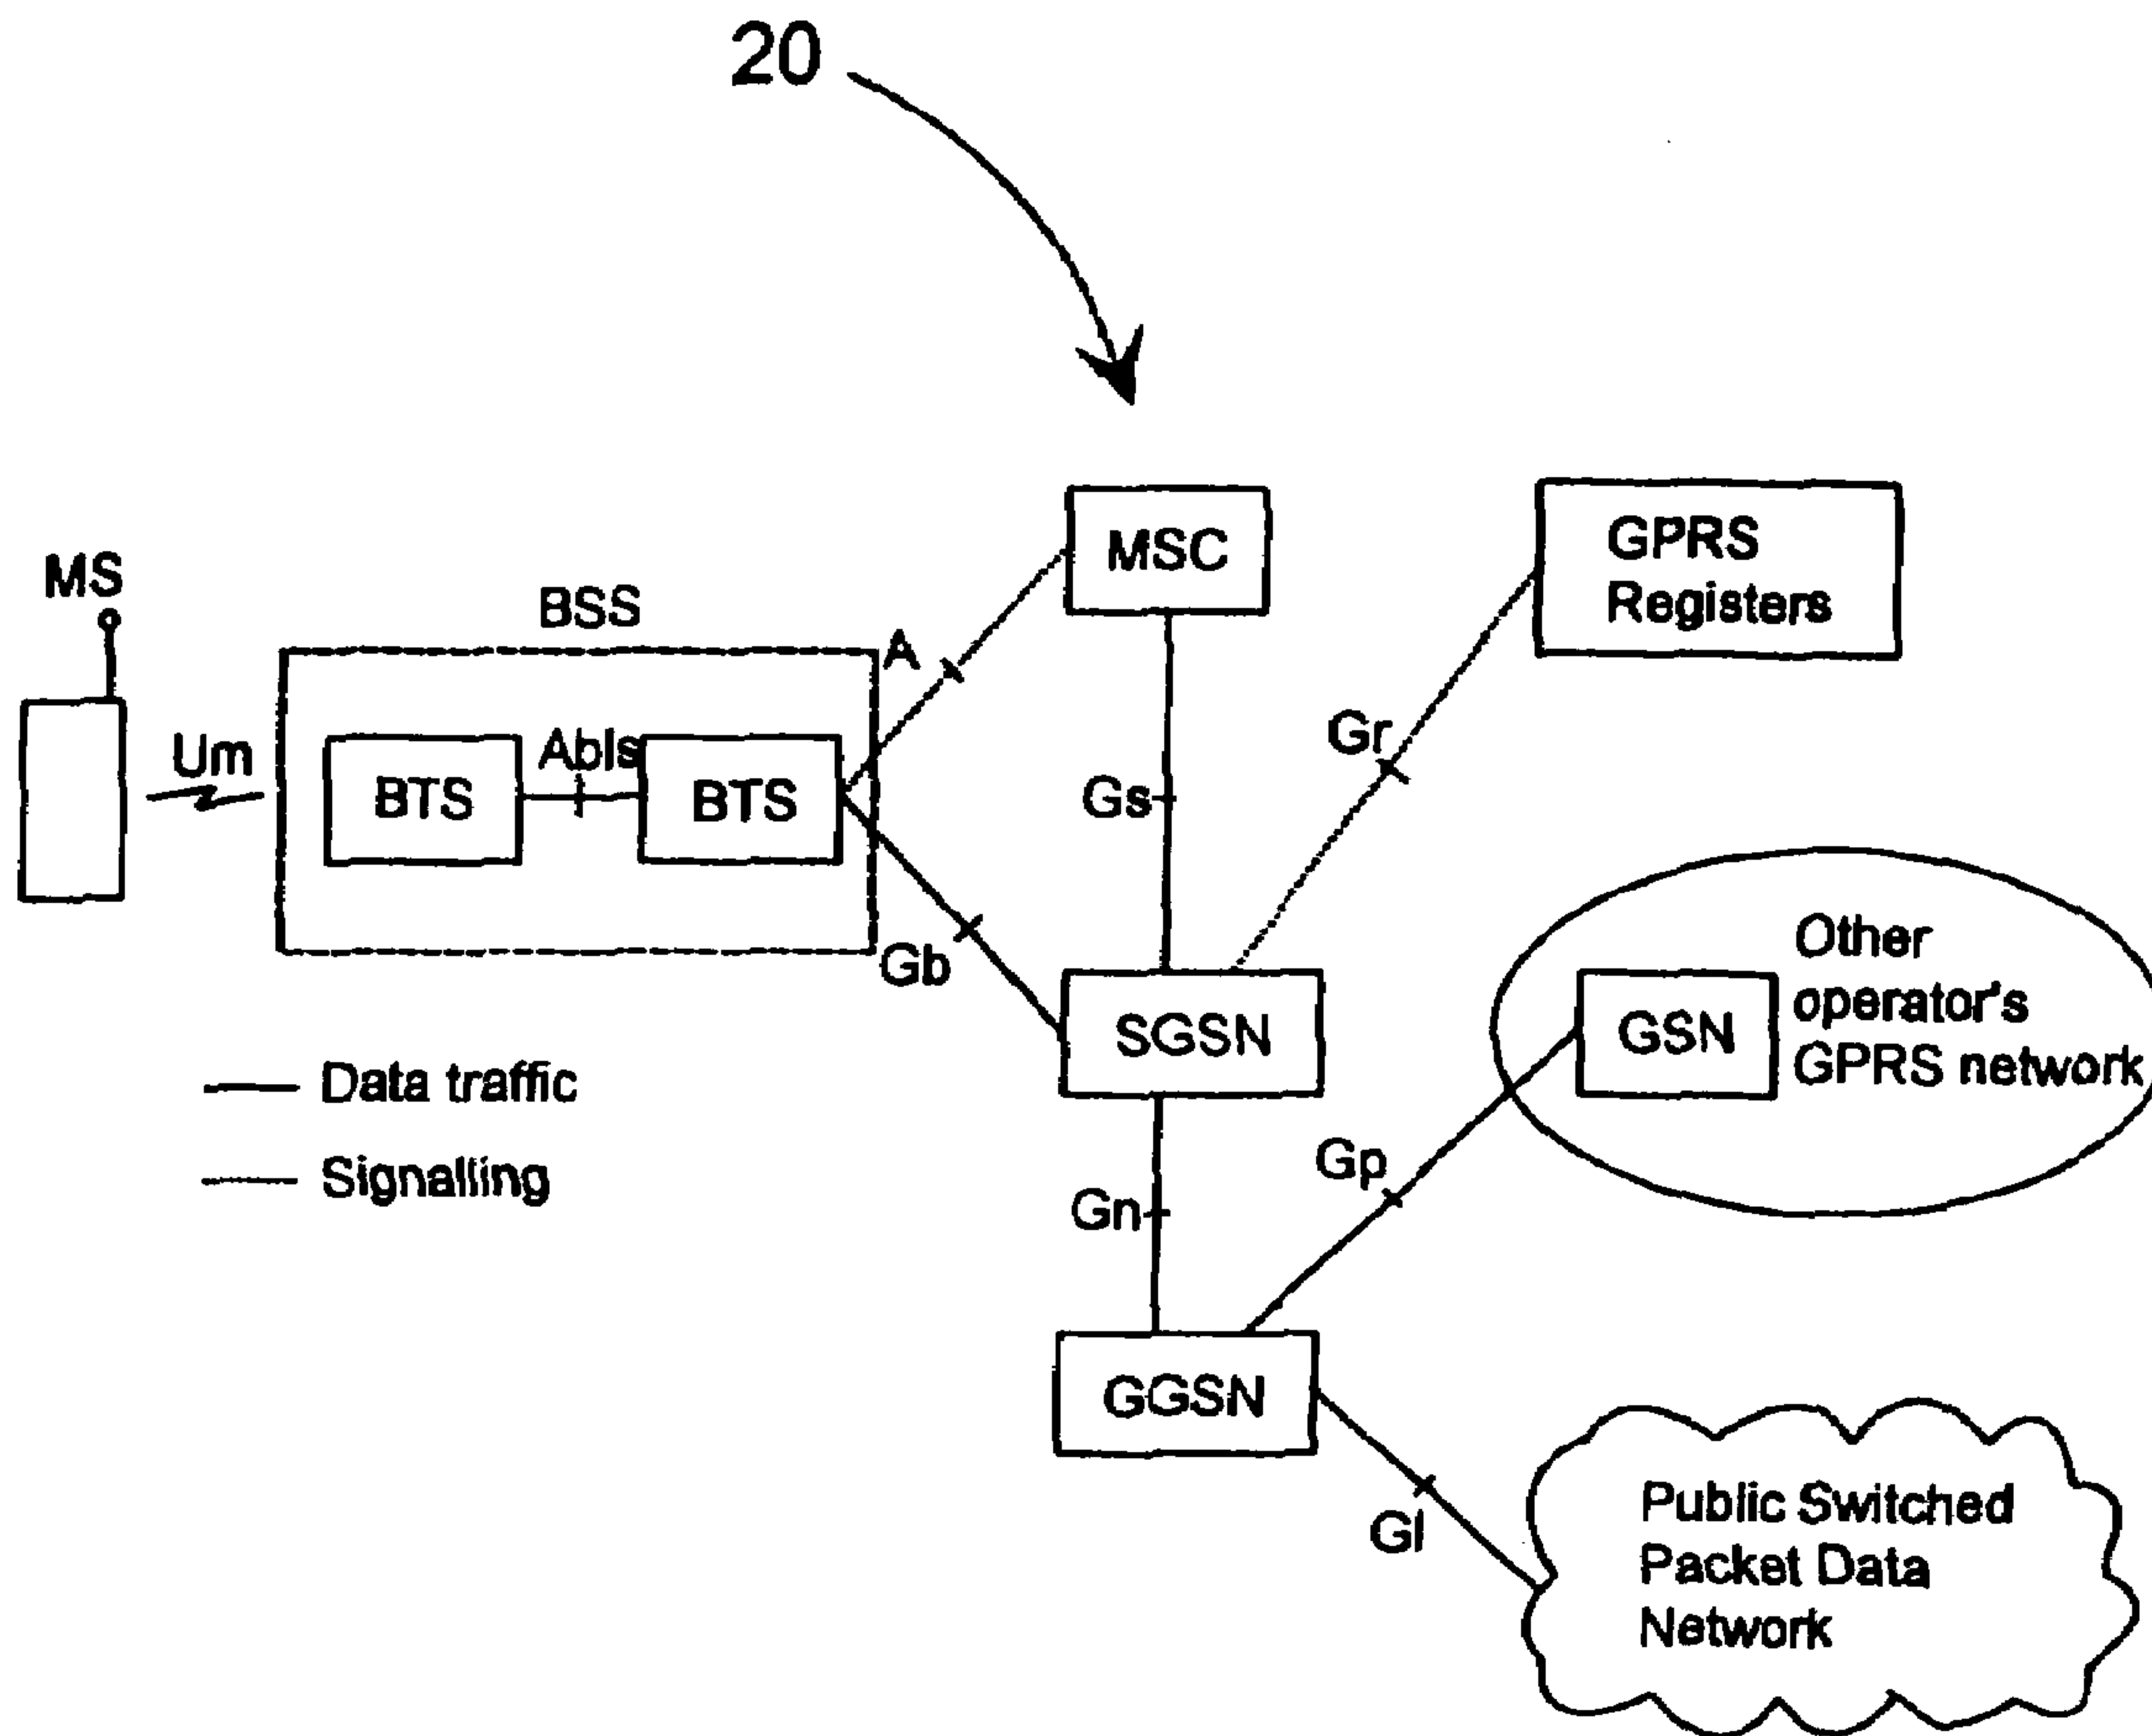 20
MS
Um
BSS
BTS
Abls
BTS
A
Gb
MSC
Gs
GPRS
Registers
Gr
SGSN
Other
operator's
GPRS network
GSN
Data traffic
Signalling
Gn
Gp
GGSN
Gl
Public Switched
Packet Data
Network